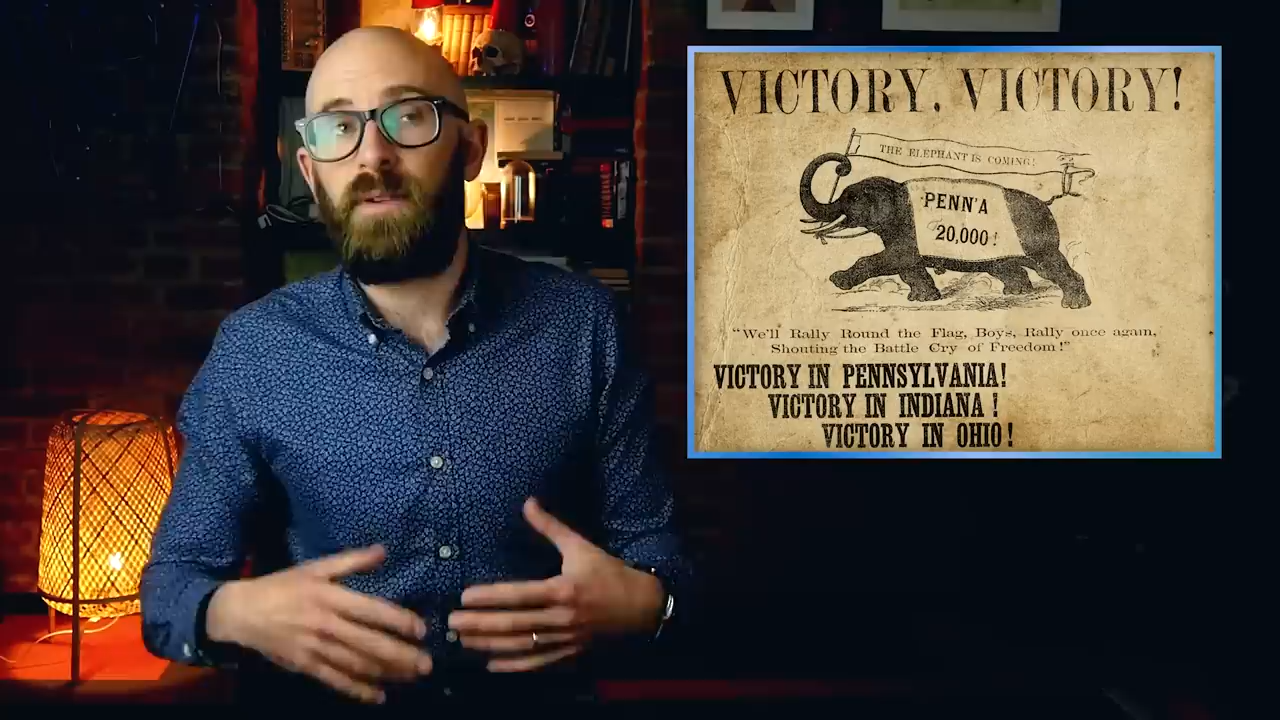 VICTORY, VICTORY!
THE ELEPHANT IS COMING!
PENN'A
20,000!
"We'll Rally Round the Flag, Boys, Rally once again,
Shouting the Battle Cry of Freedom!"
VICTORY IN PENNSYLVANIA!
VICTORY IN INDIANA!
VICTORY IN OHIO!